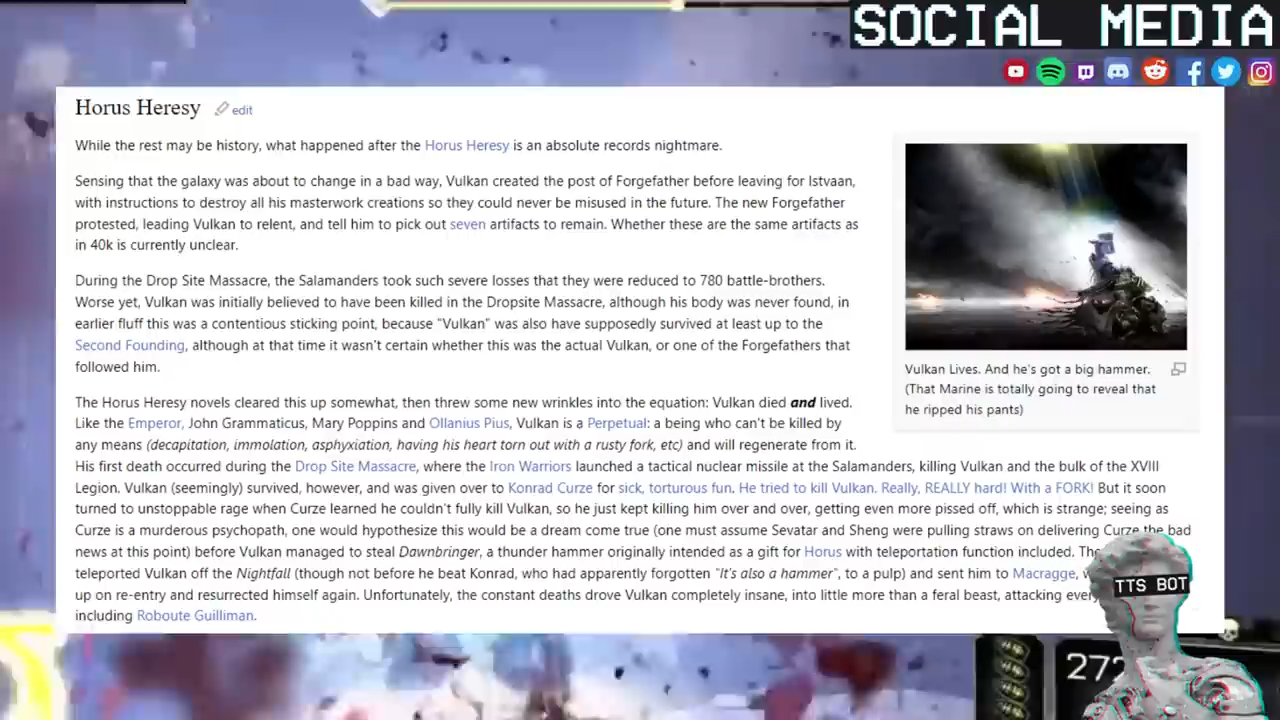 SOCIAL MEDIA
Horus Heresy edit
While the rest may be history, what happened after the Horus Heresy is an absolute records nightmare.
Sensing that the galaxy was about to change in a bad way, Vulkan created the post of Forgefather before leaving for Istvaan,
with instructions to destroy all his masterwork creations so they could never be misused in the future. The new Forgefather
protested, leading Vulkan to relent, and tell him to pick out seven artifacts to remain. Whether these are the same artifacts as
in 40k is currently unclear.
During the Drop Site Massacre, the Salamanders took such severe losses that they were reduced to 780 battle-brothers.
Worse yet, Vulkan was initially believed to have been killed in the Dropsite Massacre, although his body was never found, in
earlier fluff this was a contentious sticking point, because "Vulkan" was also have supposedly survived at least up to the
Second Founding, although at that time it wasn't certain whether this was the actual Vulkan, or one of the Forgefathers that
followed him.
Vulkan Lives. And he's got a big hammer.
(That Marine is totally going to reveal that
he ripped his pants)
The Horus Heresy novels cleared this up somewhat, then threw some new wrinkles into the equation: Vulkan died and lived.
Like the Emperor, John Grammaticus, Mary Poppins and Ollanius Pius, Vulkan is a Perpetual: a being who can't be killed by
any means (decapitation, immolation, asphyxiation, having his heart torn out with a rusty fork, etc) and will regenerate from it.
His first death occurred during the Drop Site Massacre, where the Iron Warriors launched a tactical nuclear missile at the Salamanders, killing Vulkan and the bulk of the XVIII
Legion. Vulkan (seemingly) survived, however, and was given over to Konrad Curze for sick, torturous fun. He tried to kill Vulkan. Really, REALLY hard! With a FORK! But it soon
turned to unstoppable rage when Curze learned he couldn't fully kill Vulkan, so he just kept killing him over and over, getting even more pissed off, which is strange; seeing as
Curze is a murderous psychopath, one would hypothesize this would be a dream come true (one must assume Sevatar and Sheng were pulling straws on delivering Curze the bad
news at this point) before Vulkan managed to steal Dawnbringer, a thunder hammer originally intended as a gift for Horus with teleportation function included. The
teleported Vulkan off the Nightfall (though not before he beat Konrad, who had apparently forgotten "It's also a hammer", to a pulp) and sent him to Macragge,
up on re-entry and resurrected himself again. Unfortunately, the constant deaths drove Vulkan completely insane, into little more than a feral beast, attacking
including Roboute Guilliman.
TTS BOT
272